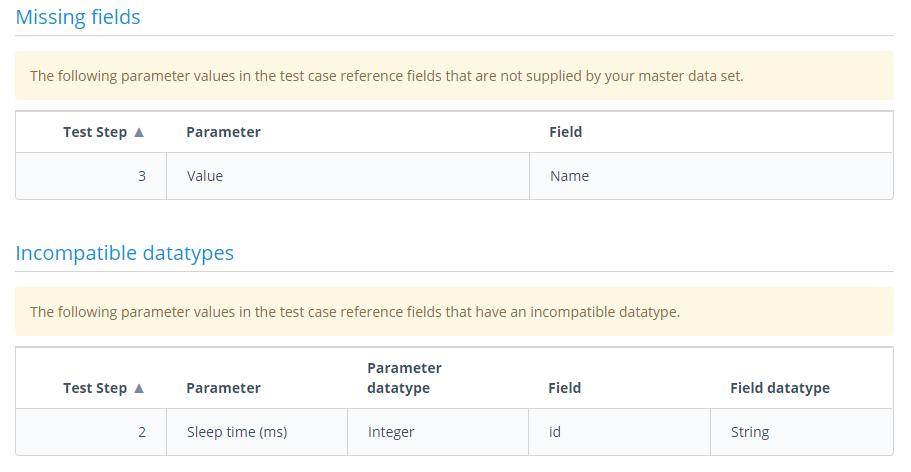 Missing fields
The following parameter values in the test case reference fields that are not supplied by your master data set.
Test Step ▲ Parameter Field
3 Value Name
Incompatible datatypes
The following parameter values in the test case reference fields that have an incompatible datatype.
Parameter
Test Step ▲ Parameter datatype Field Field datatype
2 Sleep time (ms) Integer id String